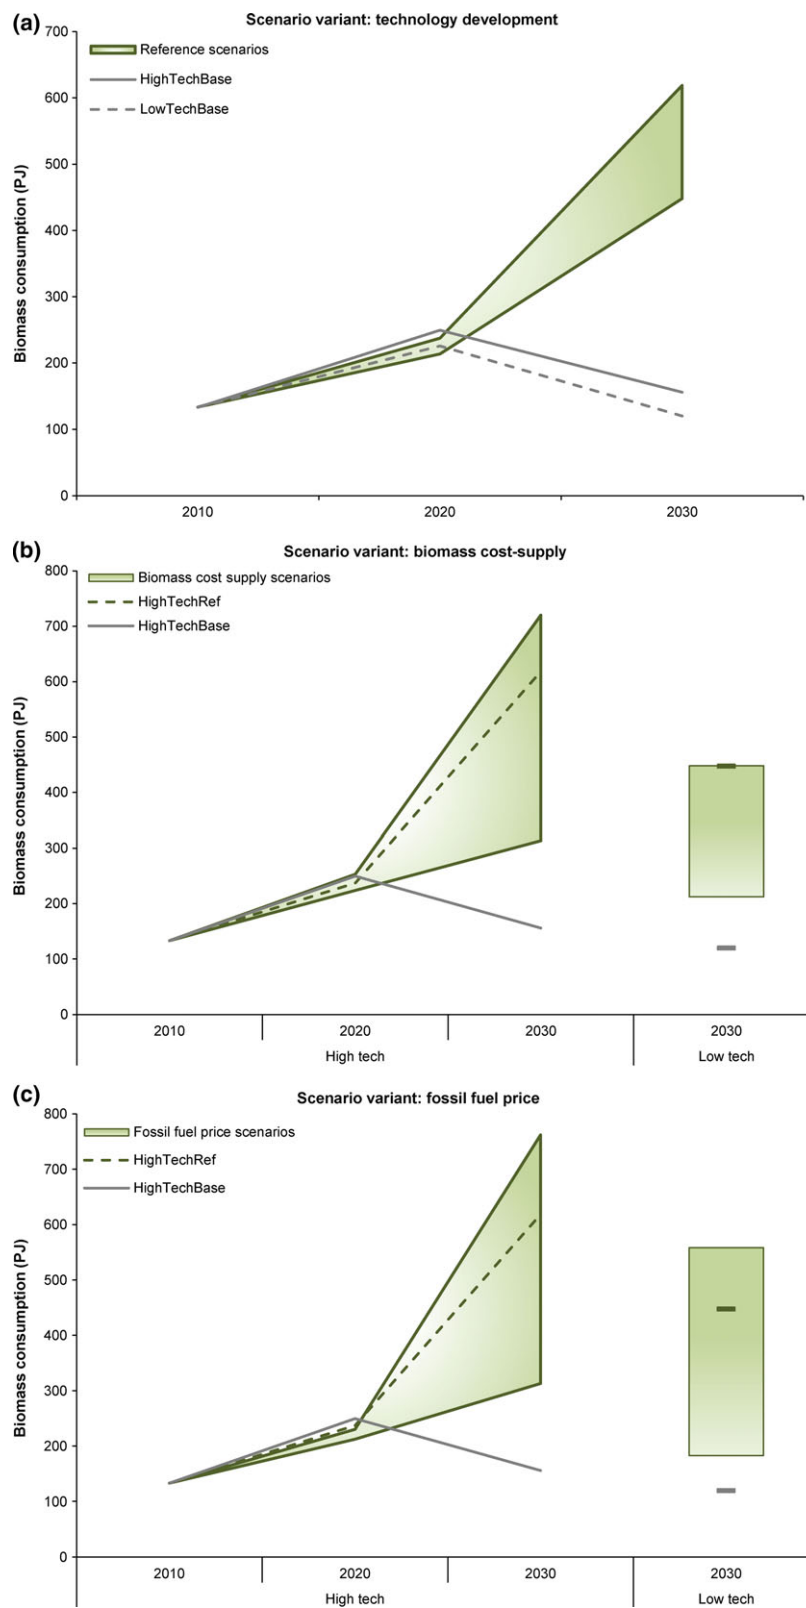 (a)
Scenario variant: technology development
Biomass consumption (PJ)
700
600
500
400
300
200
100
0
Reference scenarios
HighTechBase
LowTechBase
2010 2020 2030
(b)
Scenario variant: biomass cost-supply
Biomass consumption (PJ)
800
700
600
500
400
300
200
100
0
Biomass cost supply scenarios
HighTechRef
HighTechBase
2010 2020 2030 2030
High tech Low tech
(c)
Scenario variant: fossil fuel price
Biomass consumption (PJ)
800
700
600
500
400
300
200
100
0
Fossil fuel price scenarios
HighTechRef
HighTechBase
2010 2020 2030 2030
High tech Low tech